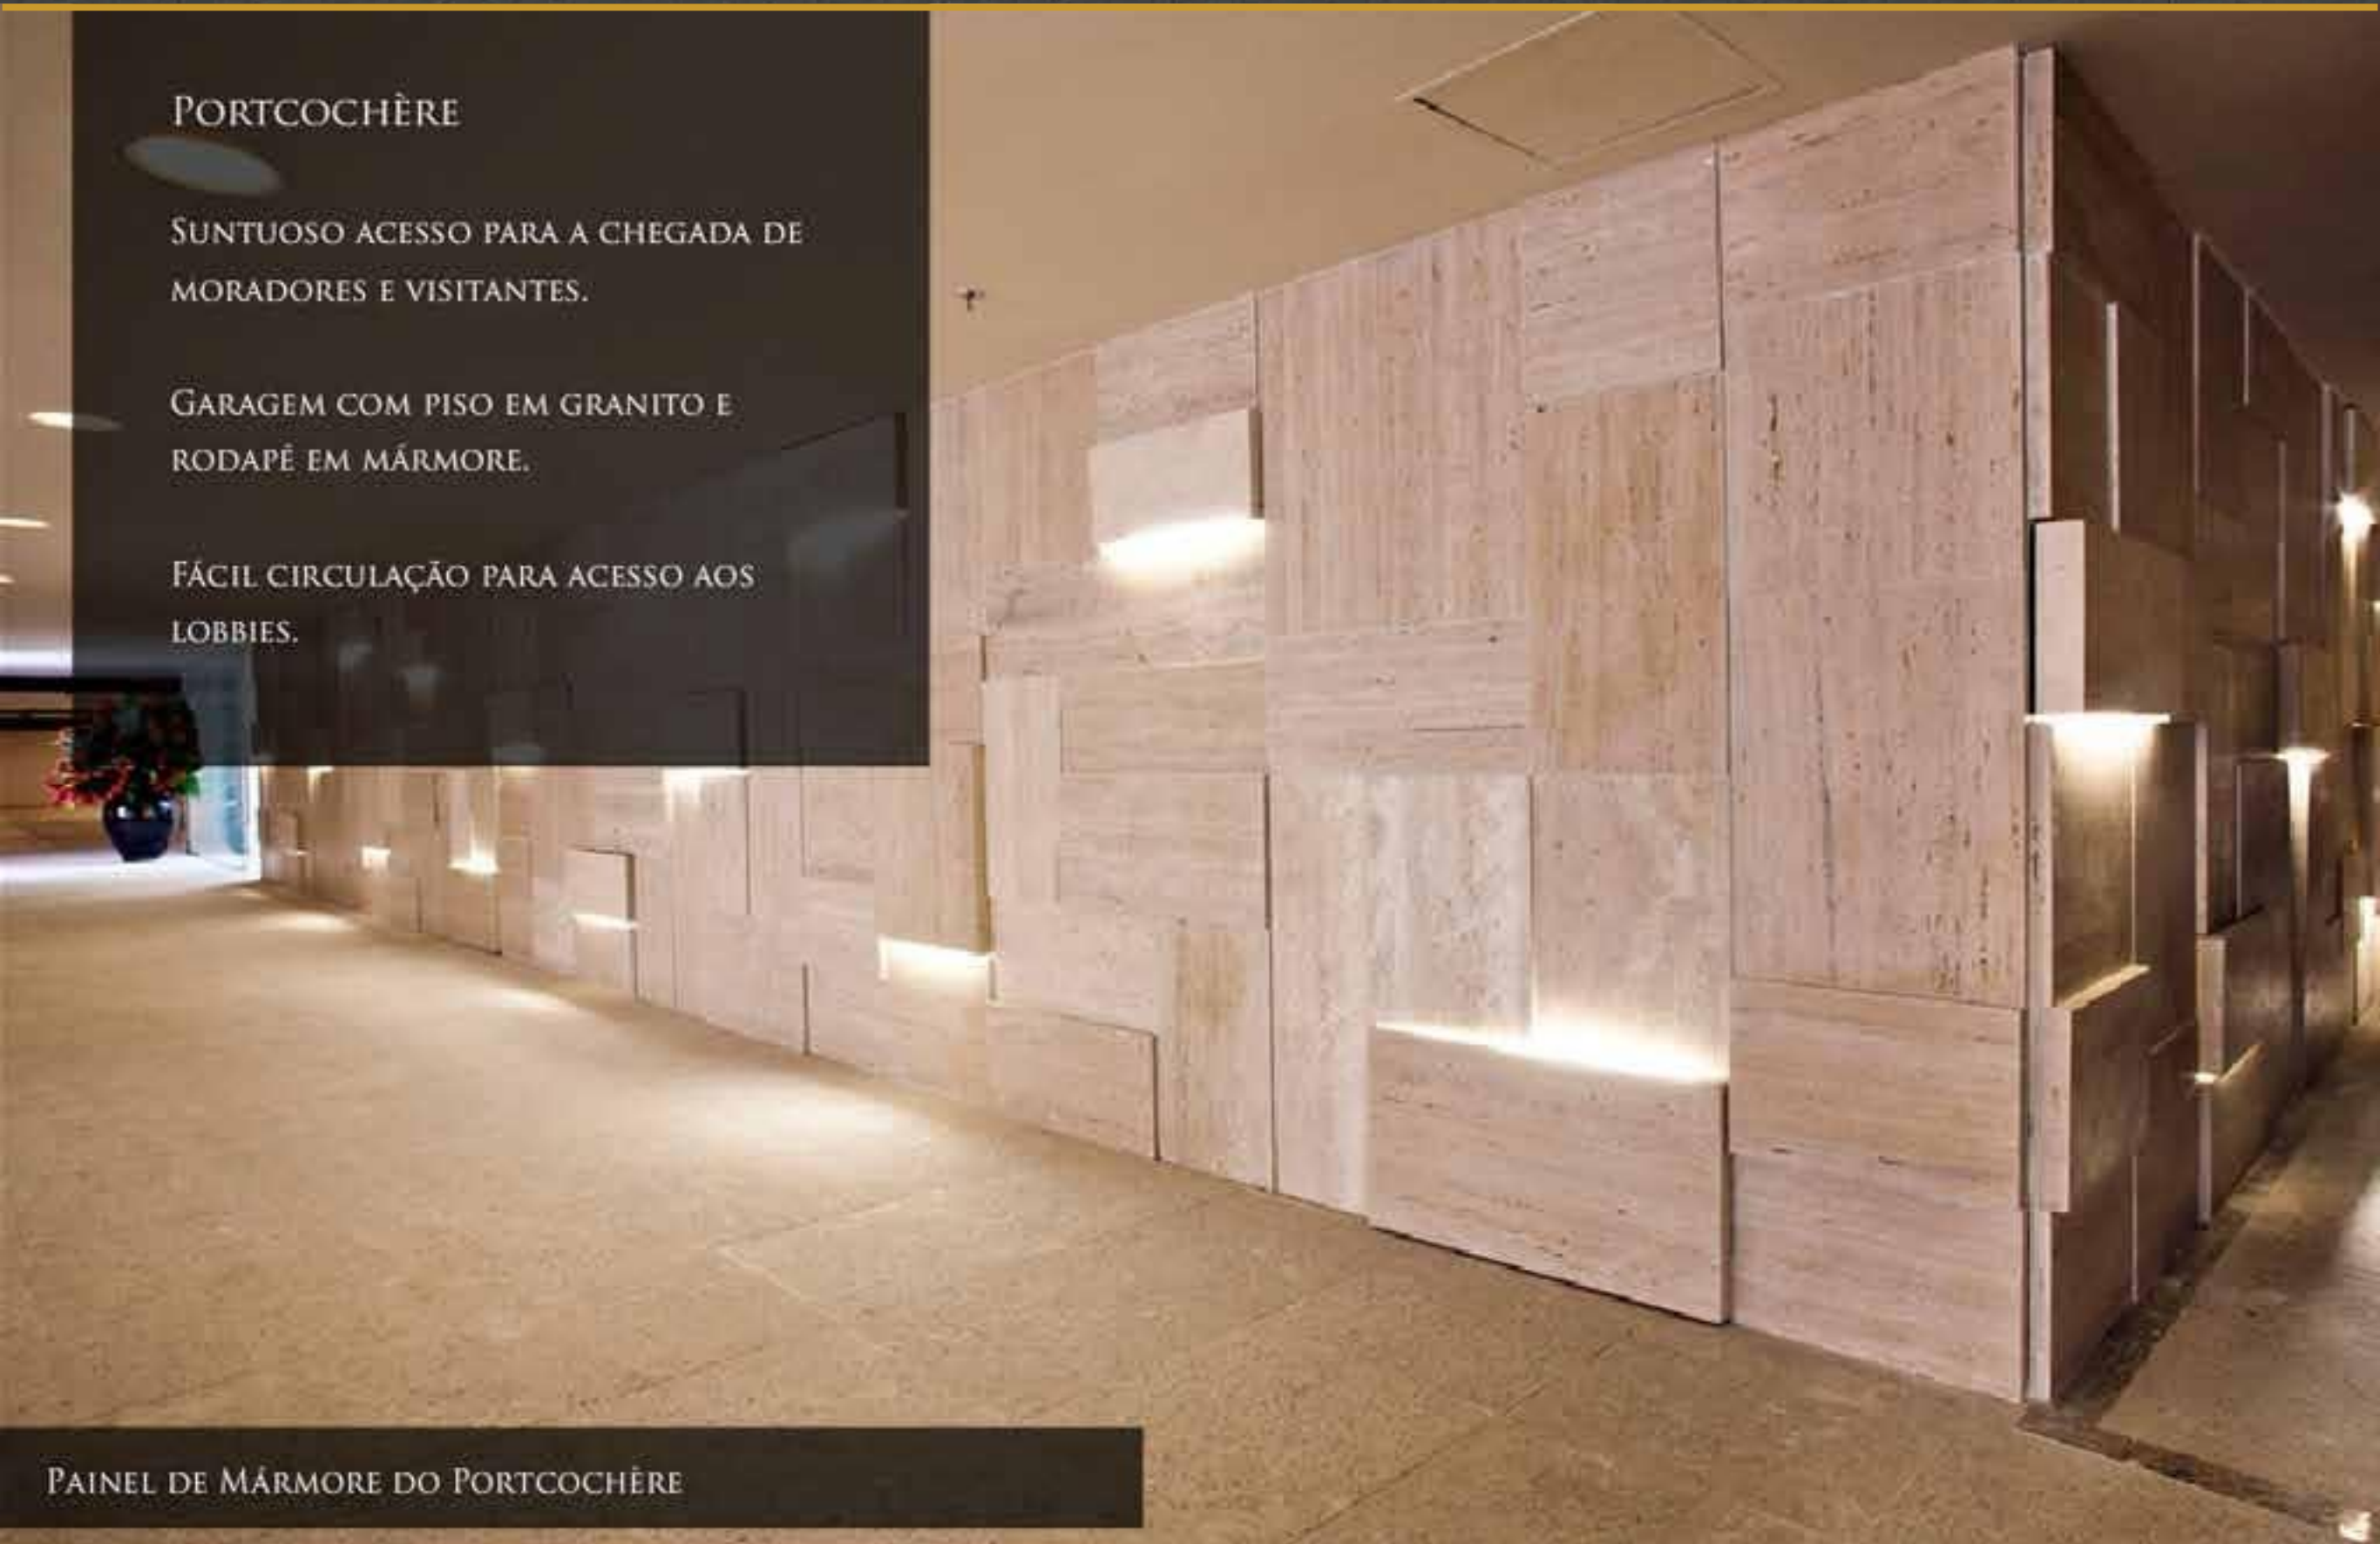 Portcochère
Suntuoso acesso para a chegada de
moradores e visitantes.
Garagem com piso em granito e
rodapé em mármore.
Fácil circulação para acesso aos
lobbies.
Painel de Mármore do Portcochère